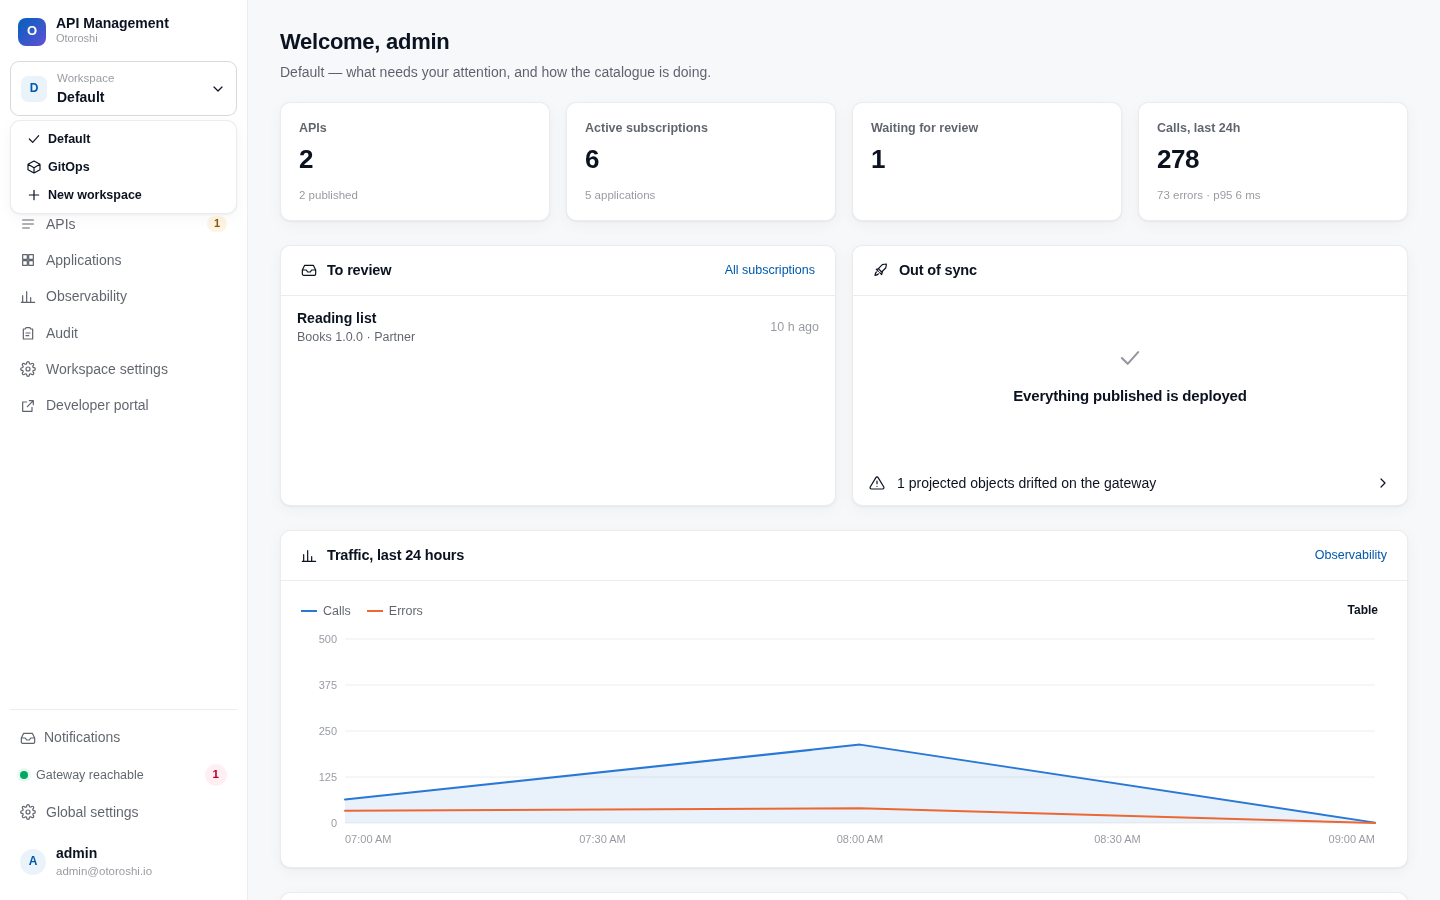 O
API Management
Otoroshi
D
Workspace
Default
Default
GitOps
New workspace
APIs
1
Applications
Observability
Audit
Workspace settings
Developer portal
Notifications
Gateway reachable
1
Global settings
A
admin
admin@otoroshi.io
Welcome, admin
Default — what needs your attention, and how the catalogue is doing.
APIs
2
2 published
Active subscriptions
6
5 applications
Waiting for review
1
Calls, last 24h
278
73 errors · p95 6 ms
To review
All subscriptions
Reading list
Books 1.0.0 · Partner
10 h ago
Out of sync
Everything published is deployed
1 projected objects drifted on the gateway
Traffic, last 24 hours
Observability
Calls
Errors
Table
500
375
250
125
0
07:00 AM
07:30 AM
08:00 AM
08:30 AM
09:00 AM